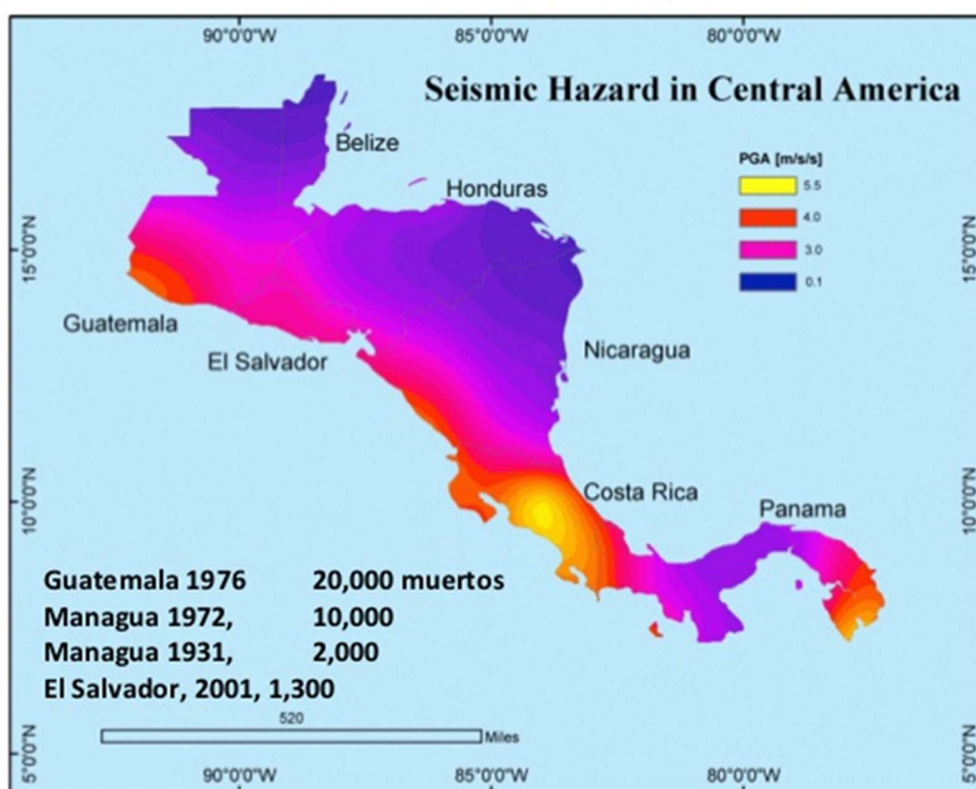 90°0'0"W 85°0'0"W 80°0'0"W
Seismic Hazard in Central America
Belize
PGA [m/s/s]
5.5
4.0
3.0
0.1
Honduras
15°0'0"N 15°0'0"N
Guatemala
El Salvador
Nicaragua
Costa Rica
Panama
10°0'0"N 10°0'0"N
Guatemala 1976 20,000 muertos
Managua 1972, 10,000
Managua 1931, 2,000
El Salvador, 2001, 1,300
520
Miles
5°0'0"N 5°0'0"N
90°0'0"W 85°0'0"W 80°0'0"W